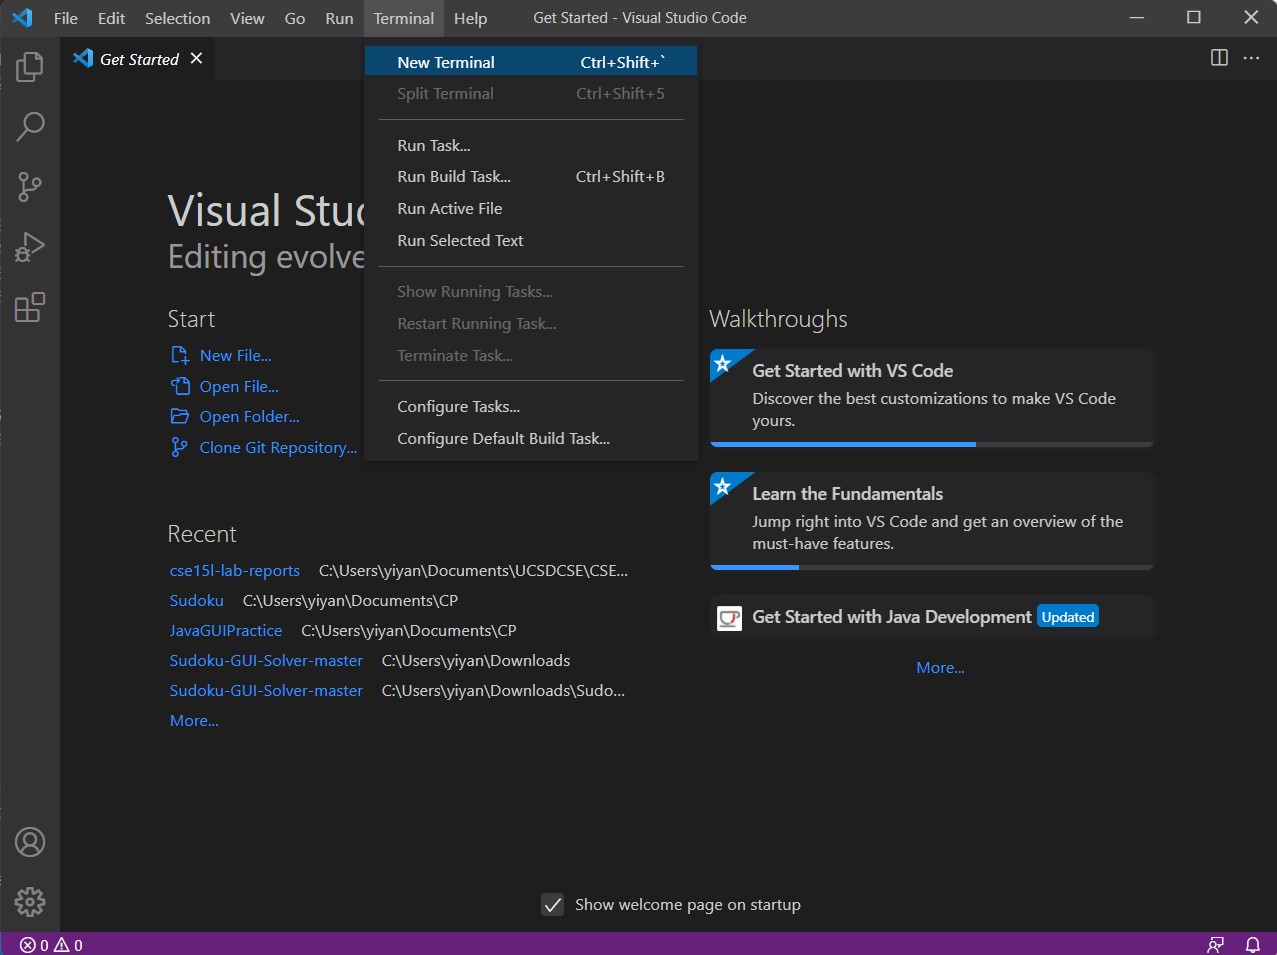 File Edit Selection View Go Run Terminal Help Get Started - Visual Studio Code
Get Started
New Terminal Ctrl+Shift+`
Split Terminal Ctrl+Shift+5
Run Task...
Run Build Task... Ctrl+Shift+B
Run Active File
Run Selected Text
Show Running Tasks...
Restart Running Task...
Terminate Task...
Configure Tasks...
Configure Default Build Task...
Visual Stud
Editing evolve
Start
New File...
Open File...
Open Folder...
Clone Git Repository...
Recent
cse15l-lab-reports C:\Users\yiyan\Documents\UCSDCSE\CSE...
Sudoku C:\Users\yiyan\Documents\CP
JavaGUIPractice C:\Users\yiyan\Documents\CP
Sudoku-GUI-Solver-master C:\Users\yiyan\Downloads
Sudoku-GUI-Solver-master C:\Users\yiyan\Downloads\Sudo...
More...
Walkthroughs
Get Started with VS Code
Discover the best customizations to make VS Code
yours.
Learn the Fundamentals
Jump right into VS Code and get an overview of the
must-have features.
Get Started with Java Development Updated
More...
Show welcome page on startup
0 0